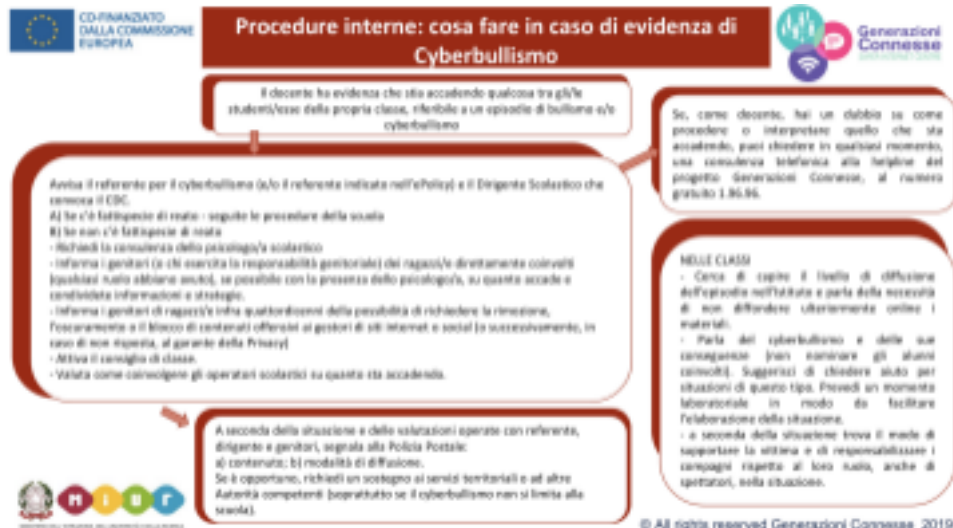 CO-FINANZIATO
DALLA COMMISSIONE
EUROPEA
Procedure interne: cosa fare in caso di evidenza di
Cyberbullismo
Generazioni
Connesse
Il docente ha evidenza che stia accadendo qualcosa tra gli/le
studenti/esse della propria classe, riferibile a un episodio di bullismo e/o
cyberbullismo
Se, come docente, hai un dubbio su come
procedere o interpretare quello che sta
accadendo, puoi chiedere in qualsiasi momento,
una consulenza telefonica alla helpline del
progetto Generazioni Connesse, al numero
gratuito 1.96.96.
Avvisa il referente per il cyberbullismo (e/o il referente indicato nell'ePolicy) e il Dirigente Scolastico che
convoca il CDC.
A) Se c'è fattispecie di reato - seguite le procedure della scuola
B) Se non c'è fattispecie di reato
- Richiedi la consulenza dello psicologo/a scolastico
- Informa i genitori (o chi esercita la responsabilità genitoriale) dei ragazzi/e direttamente coinvolti
(qualsiasi ruolo abbiano avuto), se possibile con la presenza dello psicologo/a, su quanto accade e
condividete informazioni e strategie.
- Informa i genitori di ragazzi/e infra quattordicenni della possibilità di richiedere la rimozione,
l'oscuramento o il blocco di contenuti offensivi ai gestori di siti internet o social (o successivamente, in
caso di non risposta, al garante della Privacy)
- Attiva il consiglio di classe.
- Valuta come coinvolgere gli operatori scolastici su quanto sta accadendo.
NELLE CLASSI
- Cerca di capire il livello di diffusione
dell'episodio nell'Istituto e parla della necessità
di non diffondere ulteriormente online i
materiali.
- Parla del cyberbullismo e delle sue
conseguenze (non nominare gli alunni
coinvolti). Suggerisci di chiedere aiuto per
situazioni di questo tipo. Prevedi un momento
laboratoriale in modo da facilitare
l'elaborazione della situazione.
- a seconda della situazione trova il modo di
supportare la vittima e di responsabilizzare i
compagni rispetto al loro ruolo, anche di
spettatori, nella situazione.
A seconda della situazione e delle valutazioni operate con referente,
dirigente e genitori, segnala alla Polizia Postale:
a) contenuto; b) modalità di diffusione.
Se è opportuno, richiedi un sostegno ai servizi territoriali o ad altre
Autorità competenti (soprattutto se il cyberbullismo non si limita alla
scuola).
MIUr
© All rights reserved Generazioni Connesse 2019